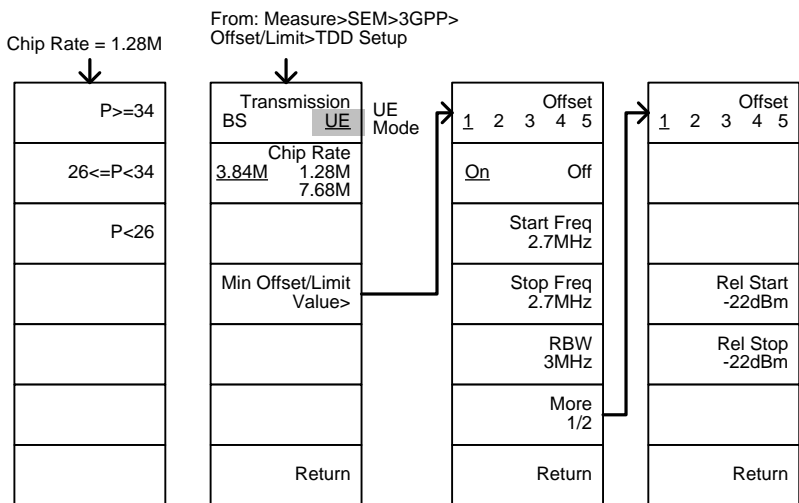 From: Measure>SEM>3GPP>
Offset/Limit>TDD Setup
Chip Rate = 1.28M
P>=34
26<=P<34
P<26
Transmission
BS UE
UE
Mode
Chip Rate
3.84M 1.28M
7.68M
Min Offset/Limit
Value>
Return
Offset
1 2 3 4 5
On Off
Start Freq
2.7MHz
Stop Freq
2.7MHz
RBW
3MHz
More
1/2
Return
Offset
1 2 3 4 5
Rel Start
-22dBm
Rel Stop
-22dBm
Return